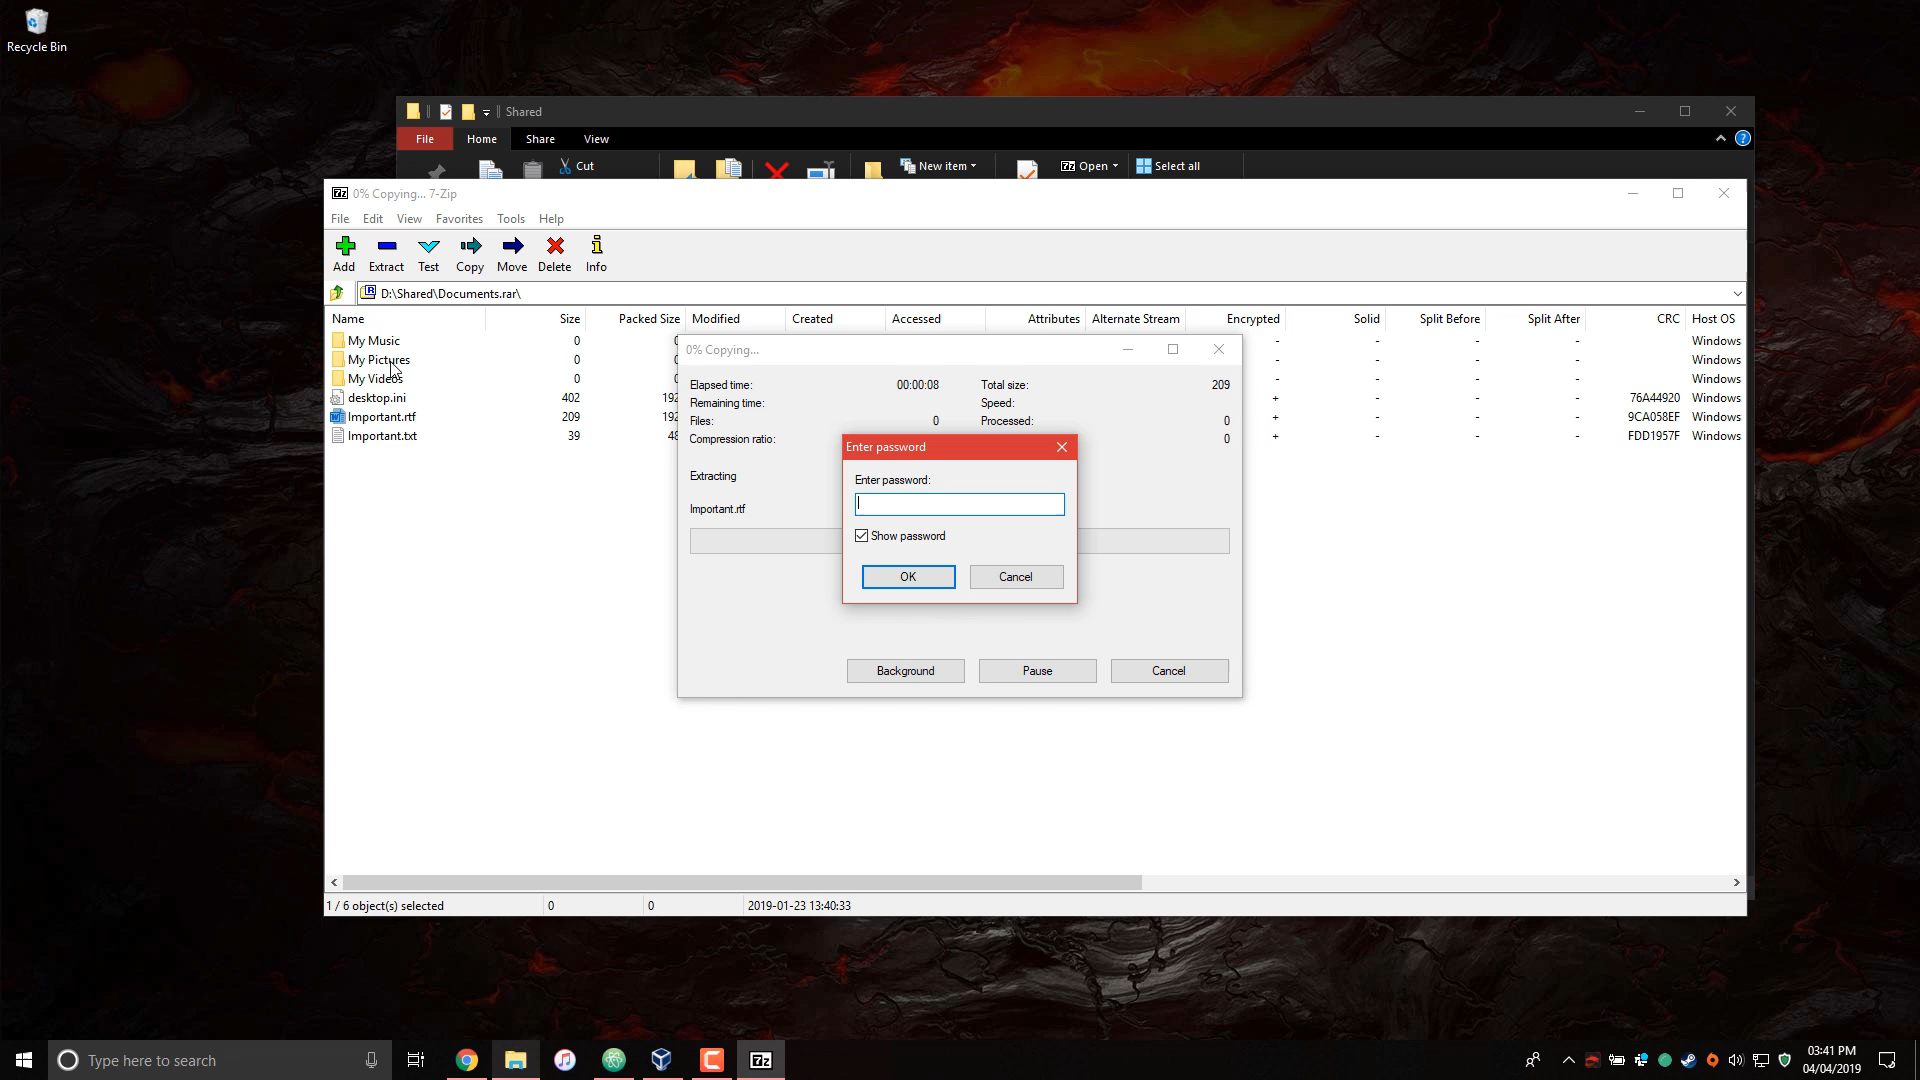 Recycle Bin
Shared
File Home Share View
Cut New item Open Select all
0% Copying... 7-Zip
File Edit View Favorites Tools Help
Add Extract Test Copy Move Delete Info
D:\Shared\Documents.rar\
Name Size Packed Size Modified Created Accessed Attributes Alternate Stream Encrypted Solid Split Before Split After CRC Host OS
My Music 0 - - - - Windows
My Pictures 0 - - - - Windows
My Videos 0 - - - - Windows
desktop.ini 402 192 + - - - 76A44920 Windows
Important.rtf 209 192 + - - - 9CA058EF Windows
Important.txt 39 48 + - - - FDD1957F Windows
0% Copying...
Elapsed time: 00:00:08 Total size: 209
Remaining time: Speed:
Files: 0 Processed: 0
Compression ratio: 0
Extracting
Important.rtf
Enter password
Enter password:
Show password
OK Cancel
Background Pause Cancel
1 / 6 object(s) selected 0 0 2019-01-23 13:40:33
Type here to search
7z
03:41 PM
04/04/2019